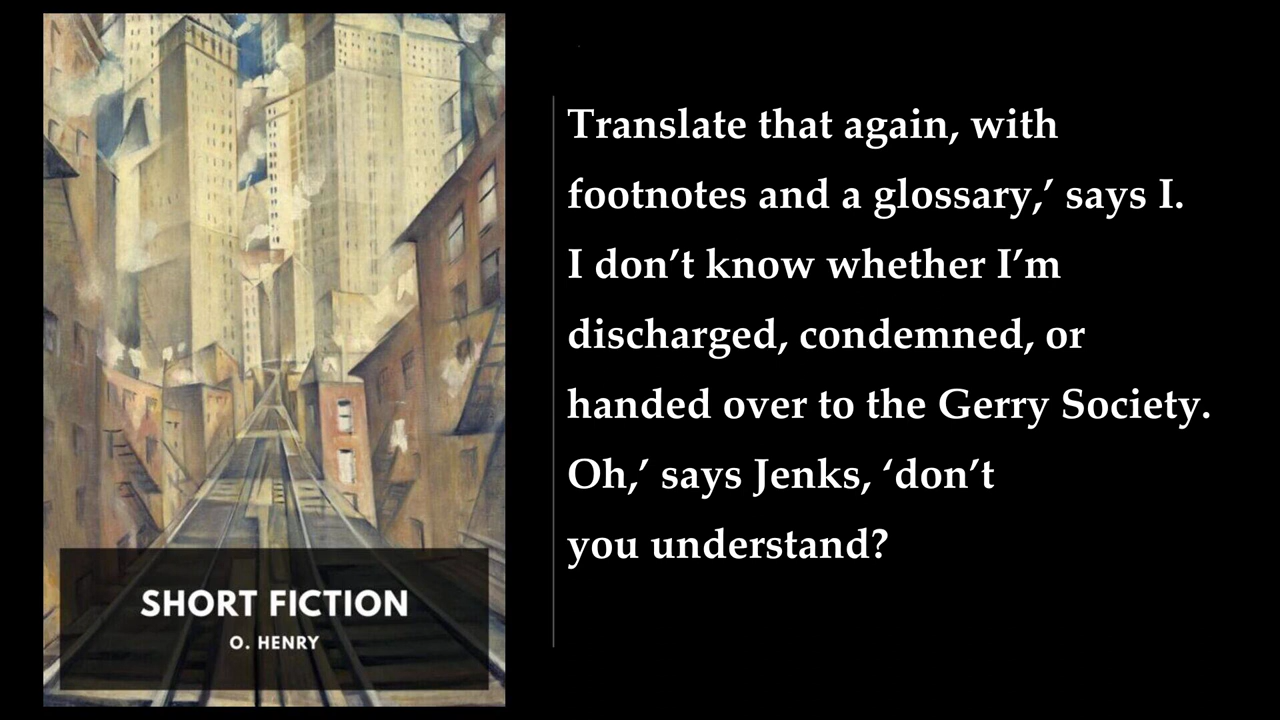 SHORT FICTION
O. HENRY
Translate that again, with
footnotes and a glossary,’ says I.
I don’t know whether I’m
discharged, condemned, or
handed over to the Gerry Society.
Oh,’ says Jenks, ‘don’t
you understand?